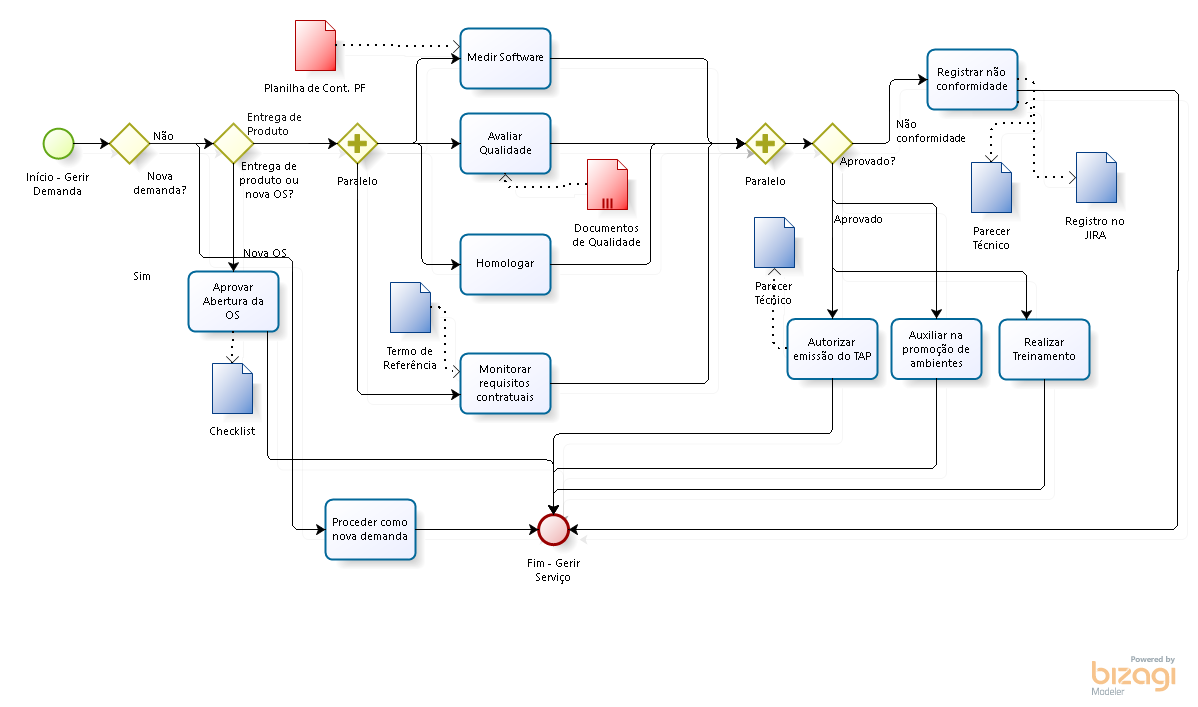 Planilha de Cont. PF
Medir Software
Registrar não
conformidade
Entrega de
Produto
Não
Início - Gerir
Demanda
Nova
demanda?
Entrega de
produto ou
nova OS?
Paralelo
Avaliar
Qualidade
Documentos
de Qualidade
Paralelo
Aprovado?
Não
conformidade
Parecer
Técnico
Registro no
JIRA
Aprovado
Nova OS
Sim
Homologar
Aprovar
Abertura da
OS
Checklist
Termo de
Referência
Monitorar
requisitos
contratuais
Parecer
Técnico
Autorizar
emissão do TAP
Auxiliar na
promoção de
ambientes
Realizar
Treinamento
Proceder como
nova demanda
Fim - Gerir
Serviço
Powered by
bizagi
Modeler